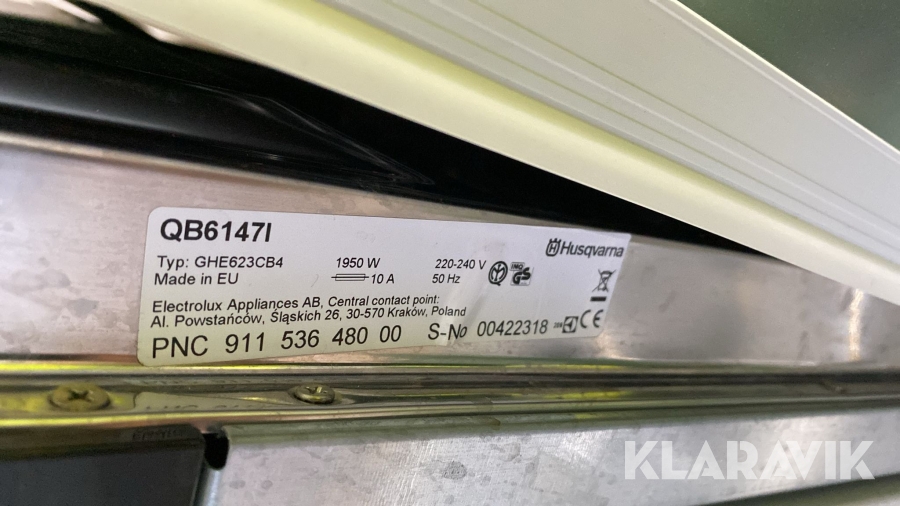 QB6147I
Husqvarna
Typ: GHE623CB4 1950 W 220-240 V
Made in EU 10 A 50 Hz
Electrolux Appliances AB, Central contact point:
Al. Powstańców, Śląskich 26, 30-570 Kraków, Poland
PNC 911 536 480 00 S-No 00422318 CE
KLARAVIK